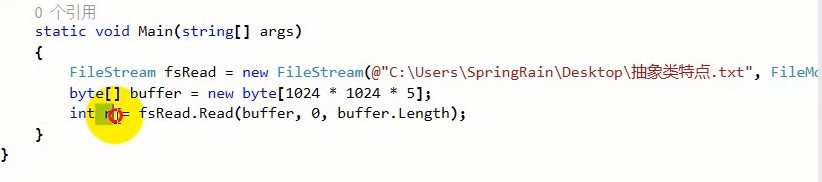 0 个引用
static void Main(string[] args)
{
FileStream fsRead = new FileStream(@"C:\Users\SpringRain\Desktop\抽象类特点.txt", FileMo
byte[] buffer = new byte[1024 * 1024 * 5];
int r = fsRead.Read(buffer, 0, buffer.Length);
}
}